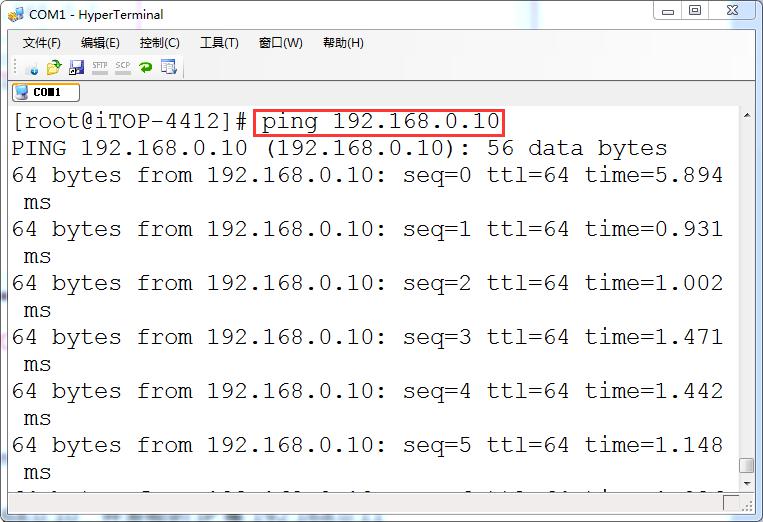 COM1 - HyperTerminal
文件(F) 编辑(E) 控制(C) 工具(T) 窗口(W) 帮助(H)
SFTP SCP
COM1
[root@iTOP-4412]# ping 192.168.0.10
PING 192.168.0.10 (192.168.0.10): 56 data bytes
64 bytes from 192.168.0.10: seq=0 ttl=64 time=5.894
ms
64 bytes from 192.168.0.10: seq=1 ttl=64 time=0.931
ms
64 bytes from 192.168.0.10: seq=2 ttl=64 time=1.002
ms
64 bytes from 192.168.0.10: seq=3 ttl=64 time=1.471
ms
64 bytes from 192.168.0.10: seq=4 ttl=64 time=1.442
ms
64 bytes from 192.168.0.10: seq=5 ttl=64 time=1.148
ms